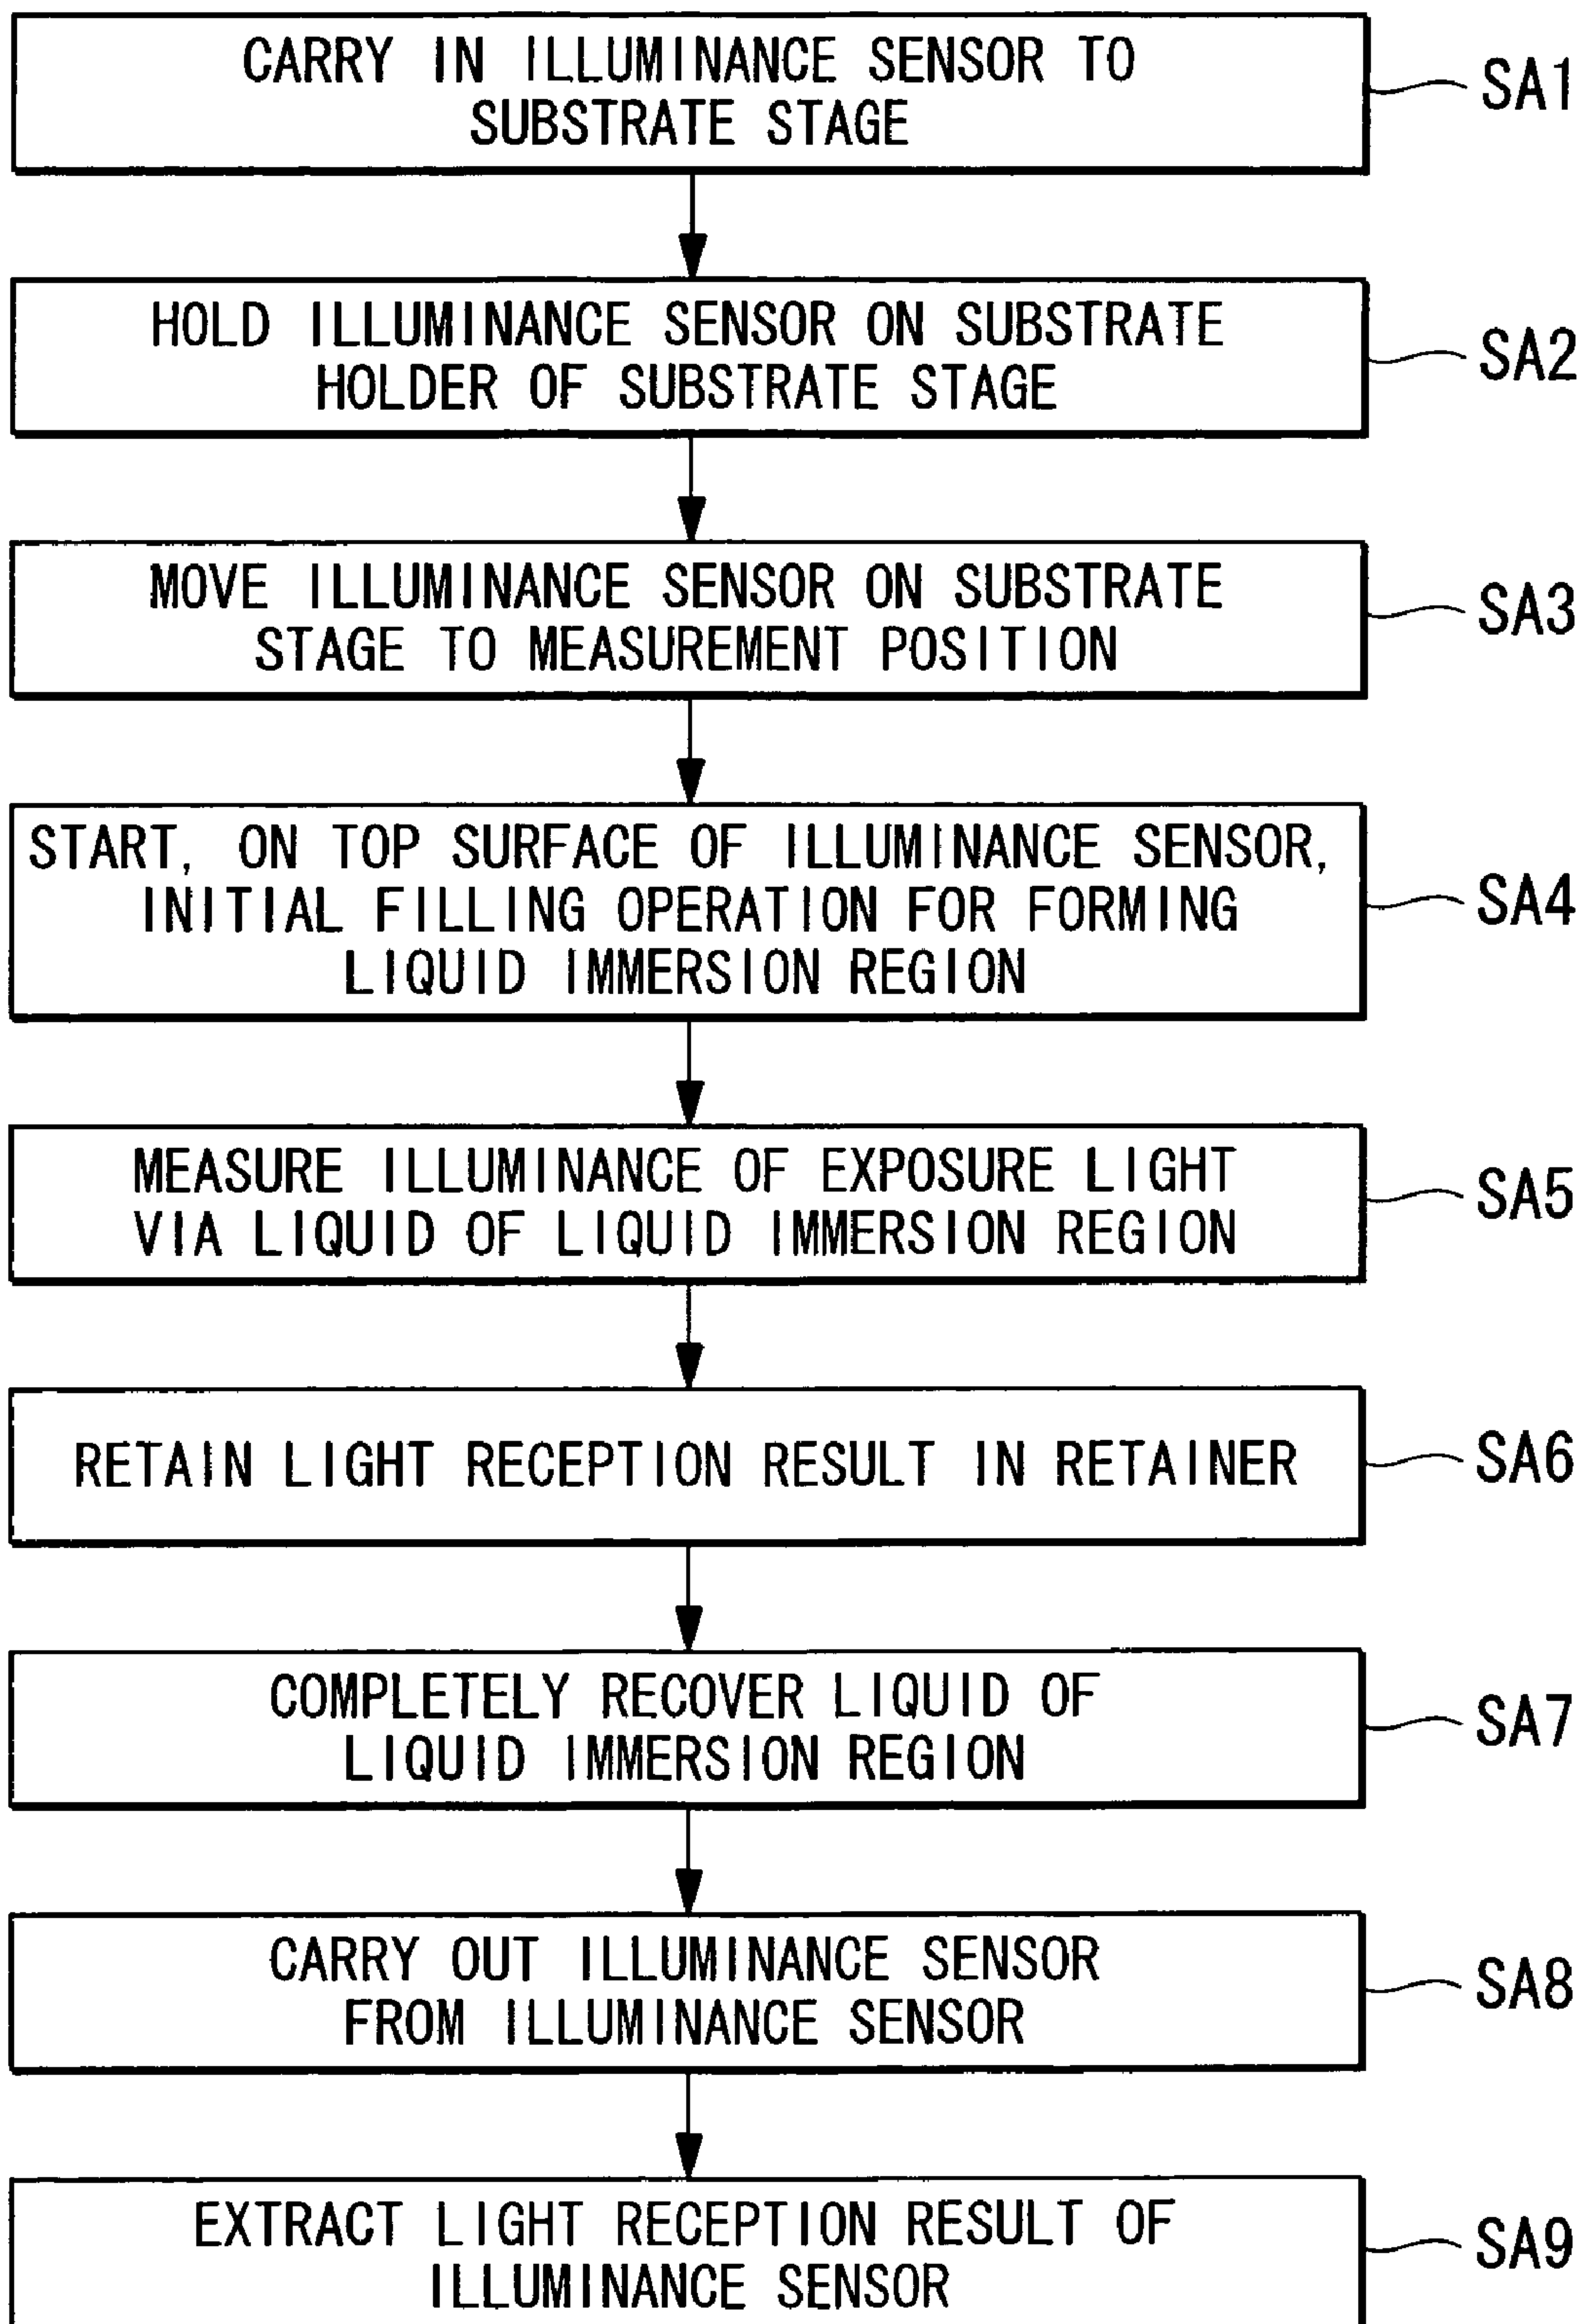 CARRY IN ILLUMINANCE SENSOR TO
SUBSTRATE STAGE
SA1
HOLD ILLUMINANCE SENSOR ON SUBSTRATE
HOLDER OF SUBSTRATE STAGE
SA2
MOVE ILLUMINANCE SENSOR ON SUBSTRATE
STAGE TO MEASUREMENT POSITION
SA3
START, ON TOP SURFACE OF ILLUMINANCE SENSOR,
INITIAL FILLING OPERATION FOR FORMING
LIQUID IMMERSION REGION
SA4
MEASURE ILLUMINANCE OF EXPOSURE LIGHT
VIA LIQUID OF LIQUID IMMERSION REGION
SA5
RETAIN LIGHT RECEPTION RESULT IN RETAINER
SA6
COMPLETELY RECOVER LIQUID OF
LIQUID IMMERSION REGION
SA7
CARRY OUT ILLUMINANCE SENSOR
FROM ILLUMINANCE SENSOR
SA8
EXTRACT LIGHT RECEPTION RESULT OF
ILLUMINANCE SENSOR
SA9